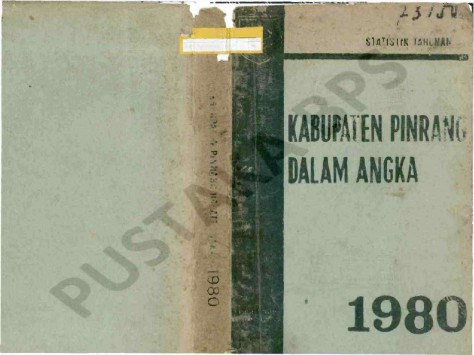 23/50
STATISTIK TAHUNAN
KABUPATEN PINRANG
DALAM ANGKA
1980
1980
PUSTAKA BPS